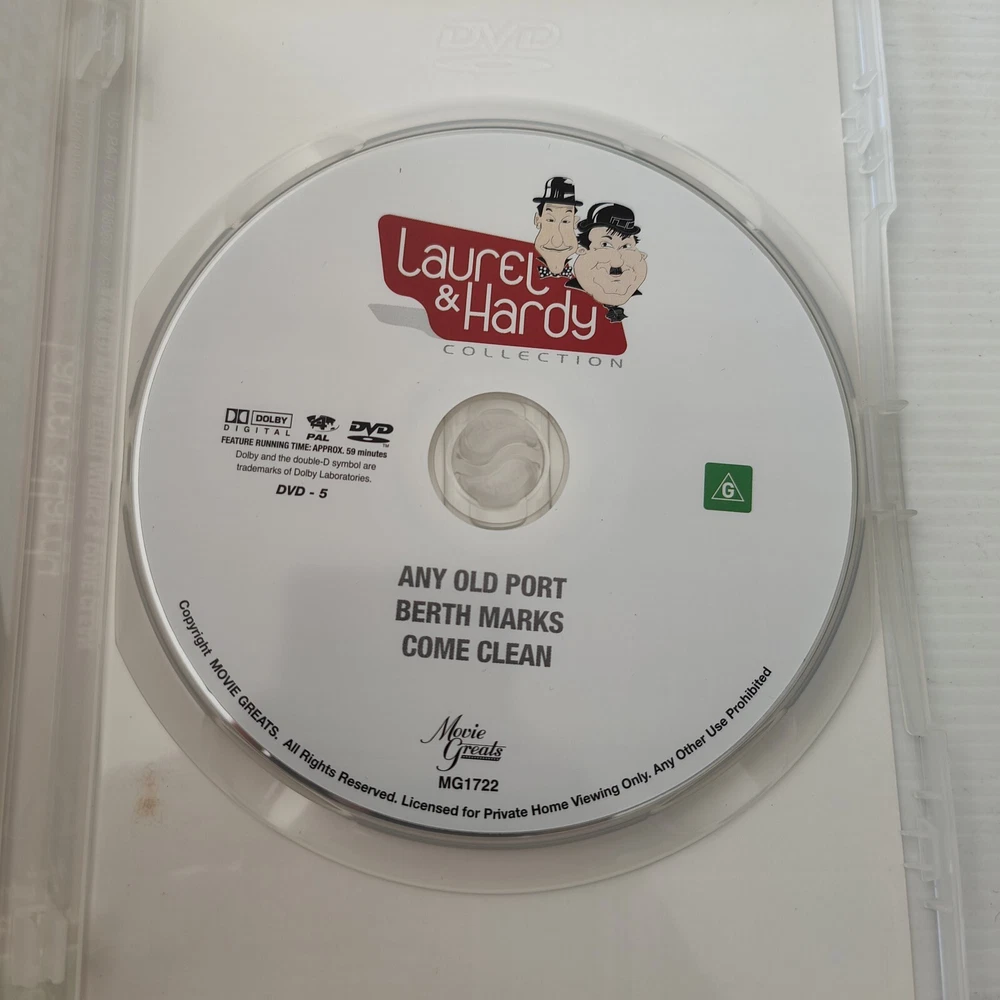 DVD
Laurel
& Hardy
COLLECTION
DOLBY
DIGITAL
4
PAL
DVD
TM
FEATURE RUNNING TIME: APPROX. 59 minutes
Dolby and the double-D symbol are
trademarks of Dolby Laboratories.
DVD - 5
G
ANY OLD PORT
BERTH MARKS
COME CLEAN
Movie
Greats
MG1722
Copyright MOVIE GREATS. All Rights Reserved. Licensed for Private Home Viewing Only. Any Other Use Prohibited